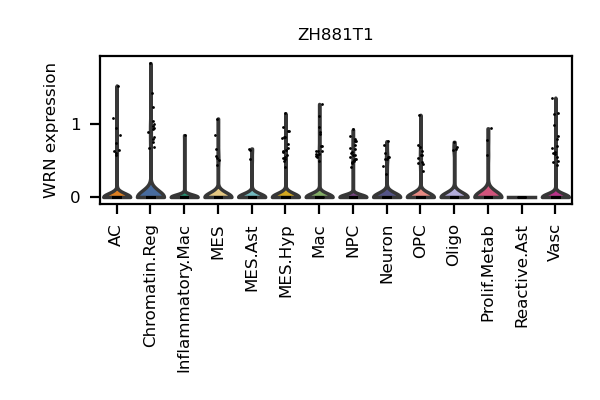 ZH881T1
WRN expression
1
0
AC
Chromatin.Reg
Inflammatory.Mac
MES
MES.Ast
MES.Hyp
Mac
NPC
Neuron
OPC
Oligo
Prolif.Metab
Reactive.Ast
Vasc